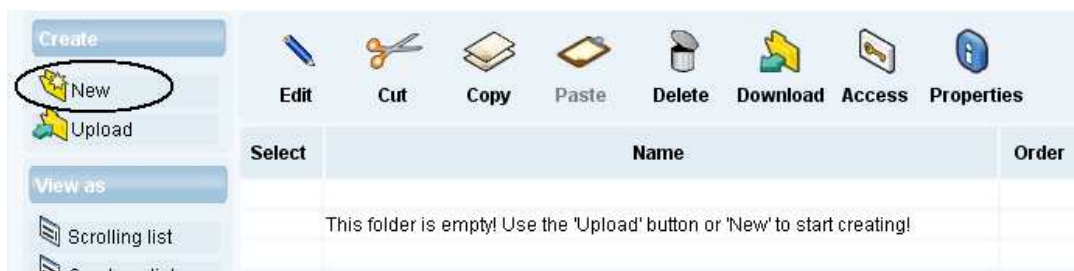 Create
New
Upload
View as
Scrolling list
Edit Cut Copy Paste Delete Download Access Properties
Select Name Order
This folder is empty! Use the 'Upload' button or 'New' to start creating!